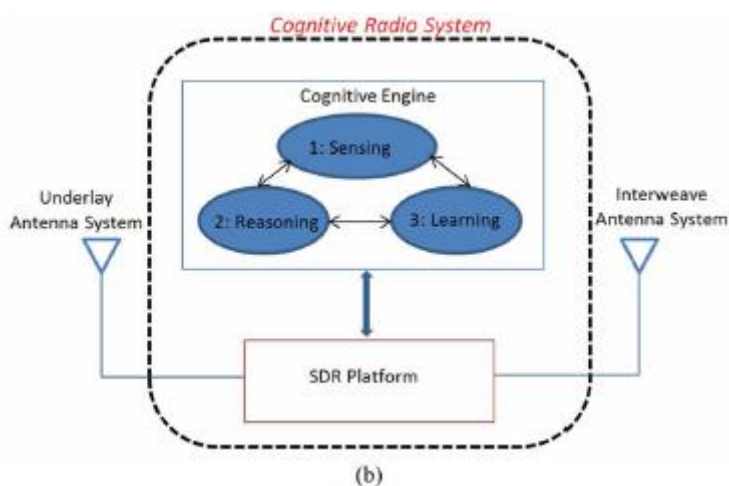 Cognitive Radio System
Cognitive Engine
1: Sensing
2: Reasoning
3: Learning
Underlay
Antenna System
Interweave
Antenna System
SDR Platform
(b)